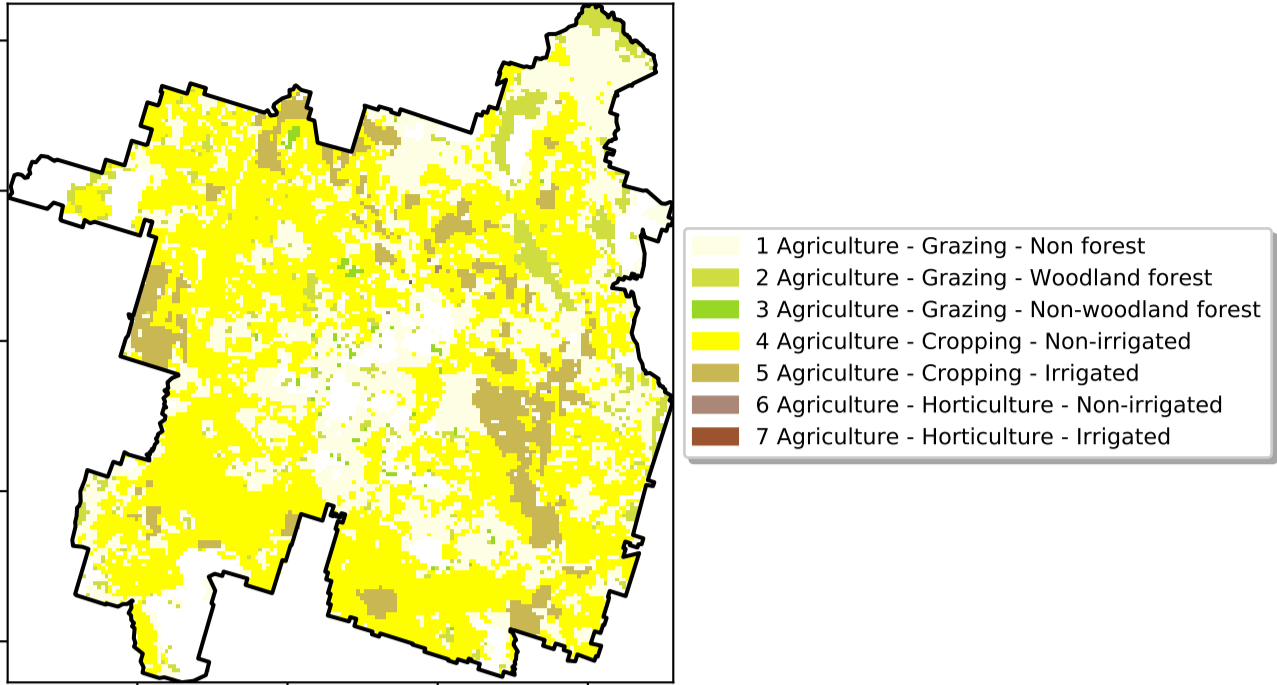 1 Agriculture - Grazing - Non forest
2 Agriculture - Grazing - Woodland forest
3 Agriculture - Grazing - Non-woodland forest
4 Agriculture - Cropping - Non-irrigated
5 Agriculture - Cropping - Irrigated
6 Agriculture - Horticulture - Non-irrigated
7 Agriculture - Horticulture - Irrigated